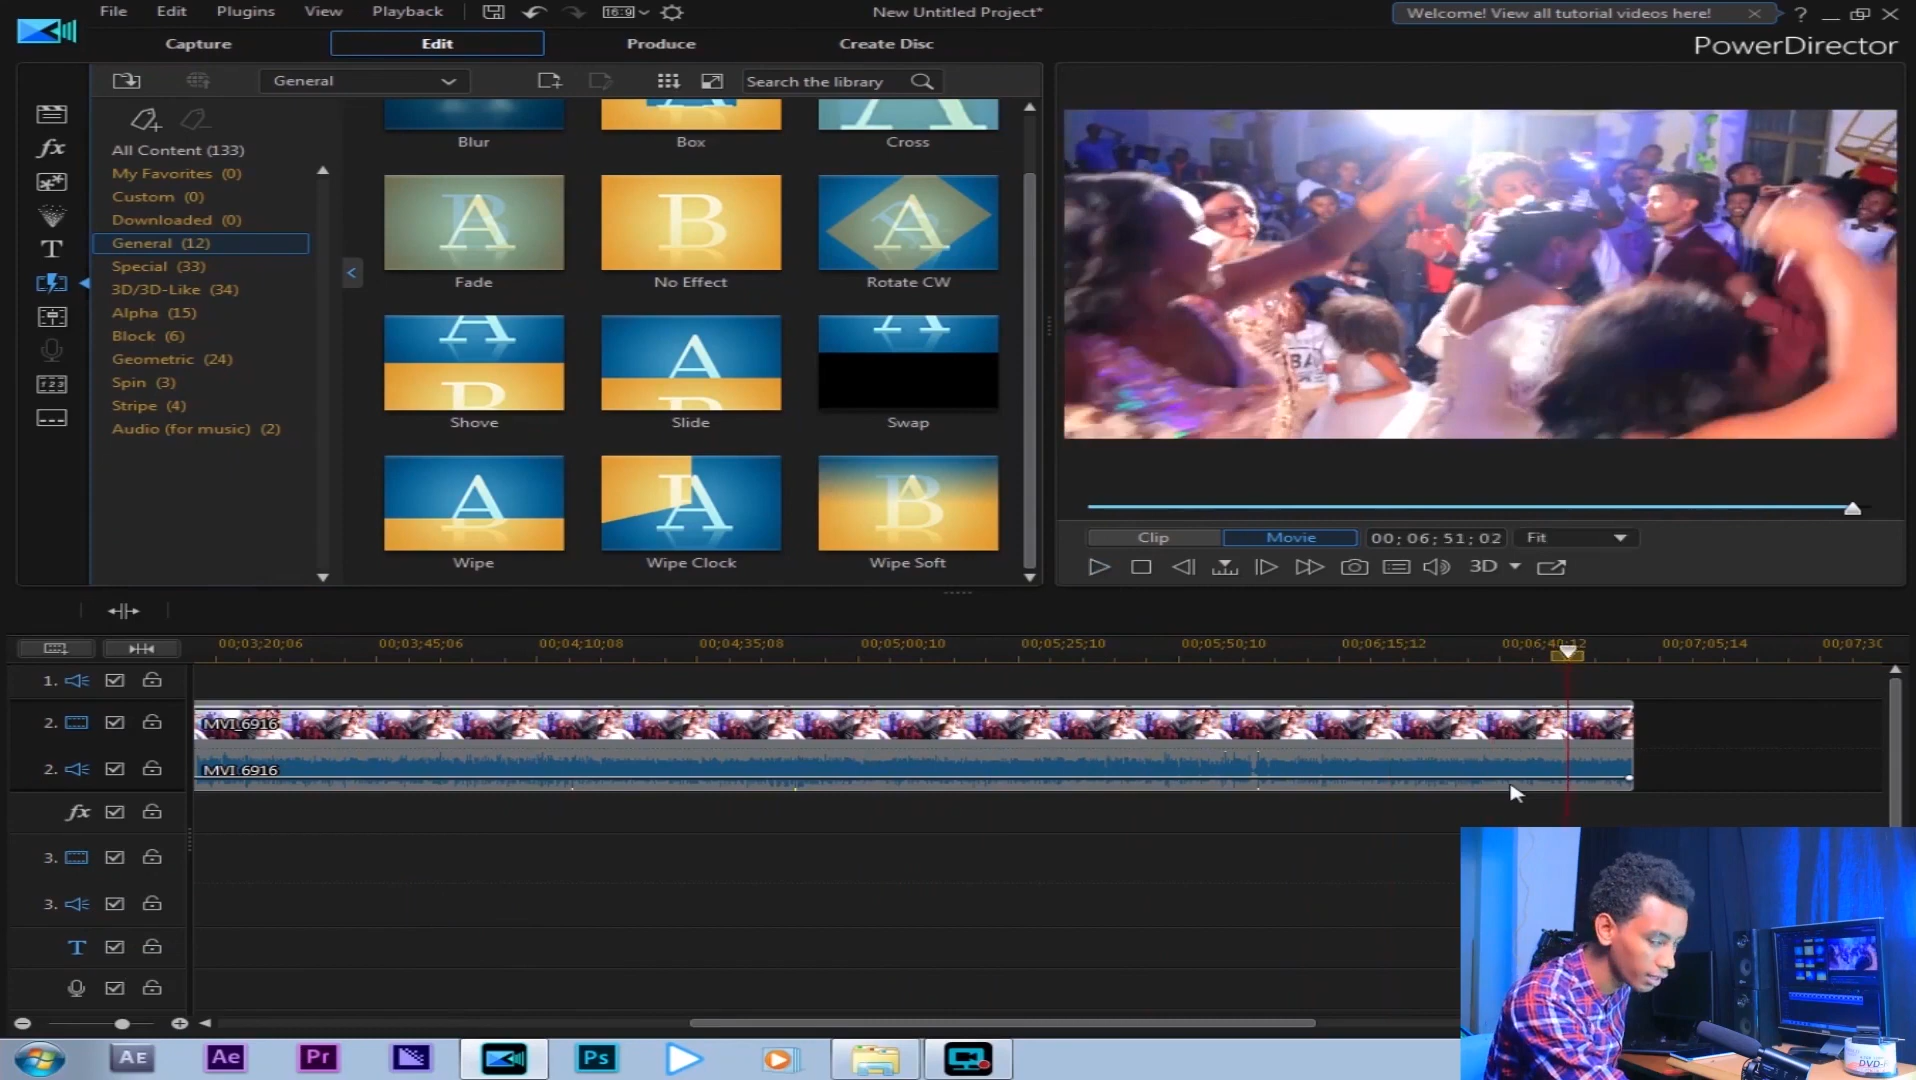 File Edit Plugins View Playback 16:9 New Untitled Project* Welcome! View all tutorial videos here! ?
PowerDirector
Capture Edit Produce Create Disc
General Search the library
All Content (133)
My Favorites (0)
Custom (0)
Downloaded (0)
General (12)
Special (33)
3D/3D-Like (34)
Alpha (15)
Block (6)
Geometric (24)
Spin (3)
Stripe (4)
Audio (for music) (2)
fx
T
Blur Box Cross
Fade No Effect Rotate CW
Shove Slide Swap
Wipe Wipe Clock Wipe Soft
Clip Movie 00; 06; 51; 02 Fit
3D
00;03;20;06 00;03;45;06 00;04;10;08 00;04;35;08 00;05;00;10 00;05;25;10 00;05;50;10 00;06;15;12 00;06;40;12 00;07;05;14 00;07;30
1.
2. MVI_6916
2. MVI_6916
fx
3.
3.
T
AE Ae Pr Ps
DVD-R